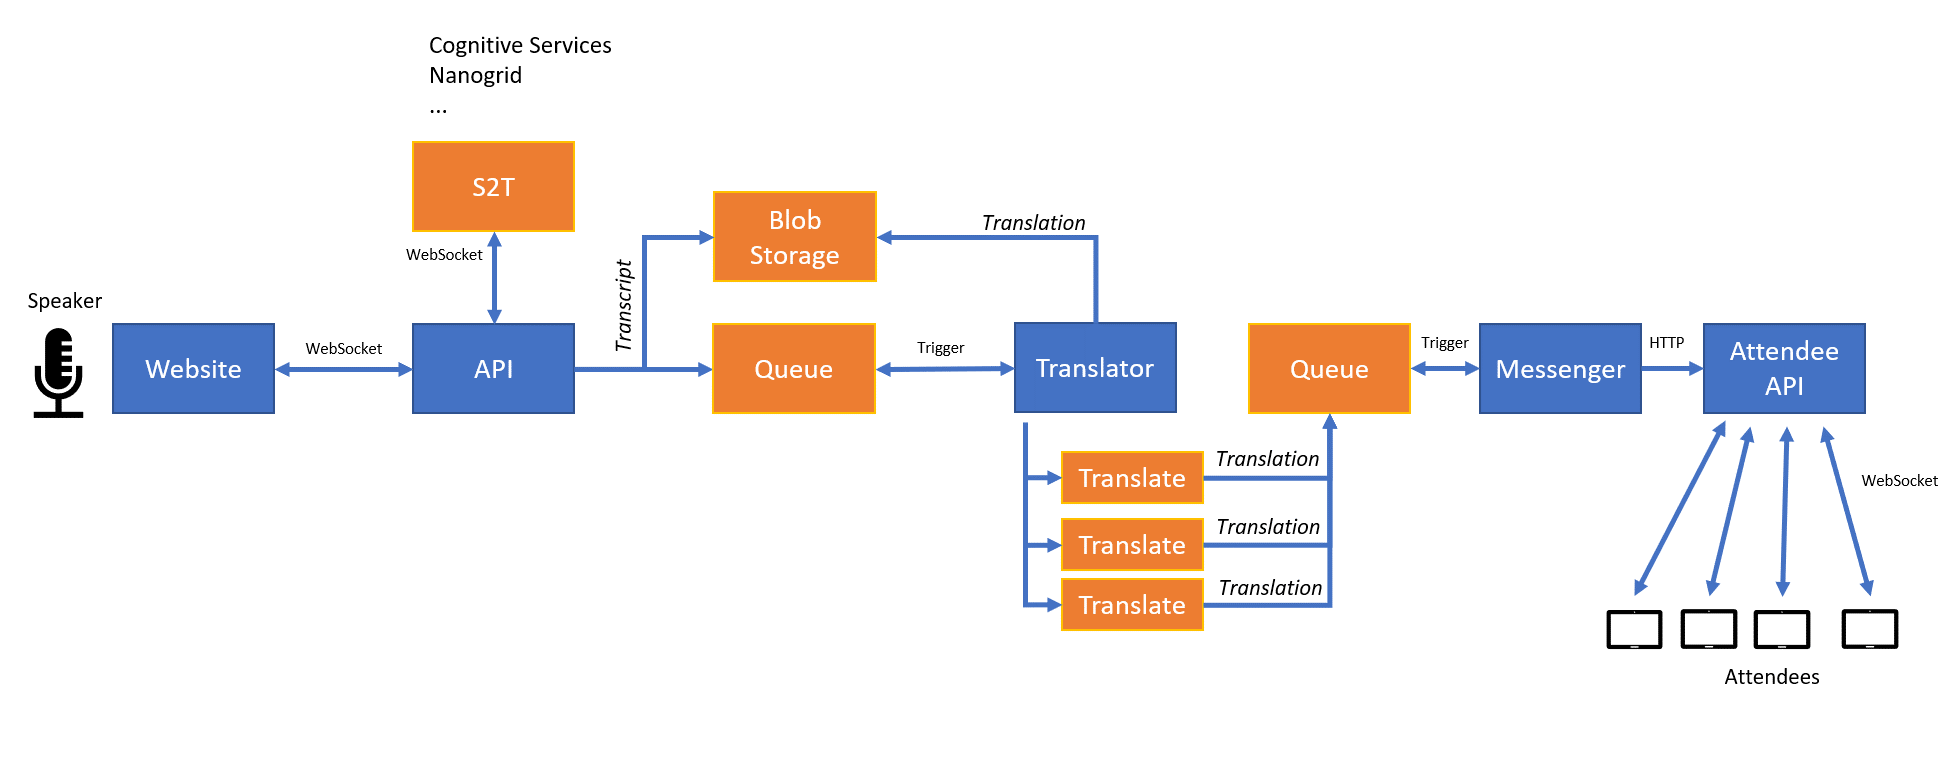 Cognitive Services
Nanogrid
...
S2T
WebSocket
Speaker
Website
WebSocket
API
Transcript
Blob
Storage
Translation
Queue
Trigger
Translator
Translate
Translate
Translate
Translation
Translation
Translation
Queue
Trigger
Messenger
HTTP
Attendee
API
WebSocket
Attendees